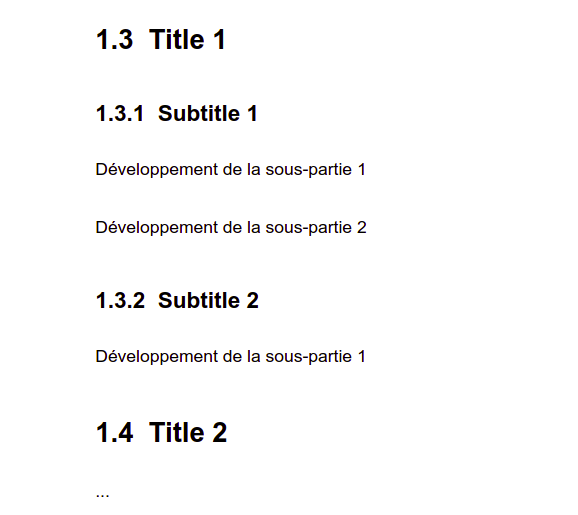 1.3 Title 1
1.3.1 Subtitle 1
Développement de la sous-partie 1
Développement de la sous-partie 2
1.3.2 Subtitle 2
Développement de la sous-partie 1
1.4 Title 2
...